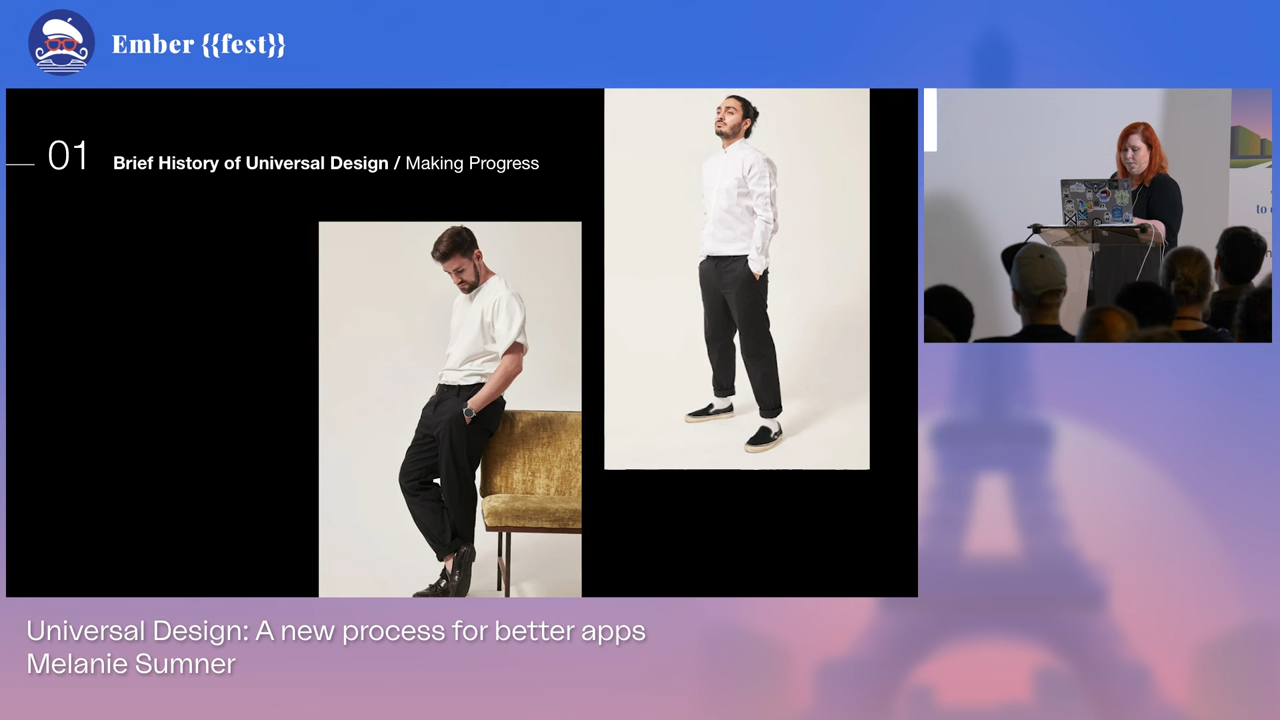 Ember {{fest}}
01 Brief History of Universal Design / Making Progress
to
Universal Design: A new process for better apps
Melanie Sumner